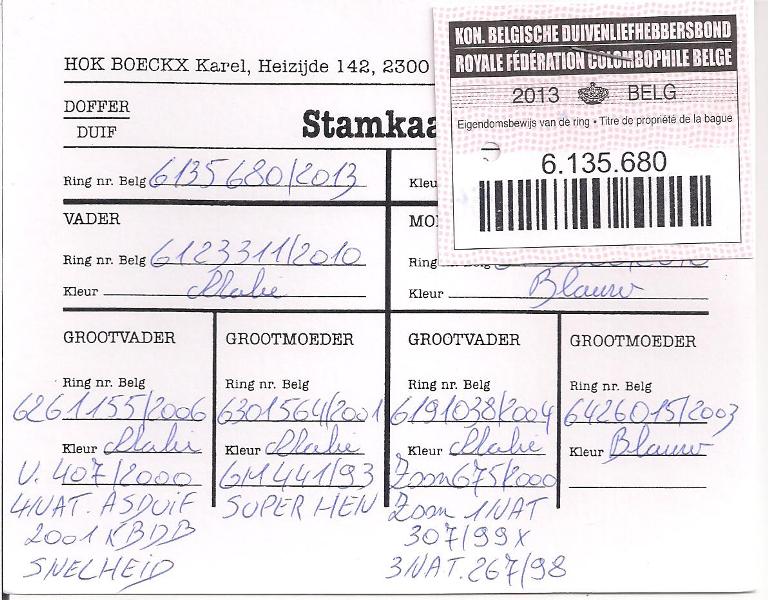 HOK BOECKX Karel, Heizijde 142, 2300
KON. BELGISCHE DUIVENLIEFHEBBERSBOND
ROYALE FÉDÉRATION COLOMBOPHILE BELGE
2013 BELG
Eigendomsbewijs van de ring • Titre de propriété de la bague
6.135.680
DOFFER
DUIF
Stamkaa
Ring nr. Belg 6135680/2013
Kleu
VADER
MO
Ring nr. Belg 6123311/2010
Ring
Kleur
Kleur Blauw
GROOTVADER GROOTMOEDER GROOTVADER GROOTMOEDER
Ring nr. Belg Ring nr. Belg Ring nr. Belg Ring nr. Belg
6261155/2006 6301564/2001 6191038/2004 6426015/2003
Kleur Kleur Kleur Kleur Blauw
V. 407/2000 611441/93 Zoon 675/2000
4NAT. ASDUIF SUPER HEN Zoon 1NAT
2001 KBDB 307/99X
SNELHEID 3NAT. 267/98